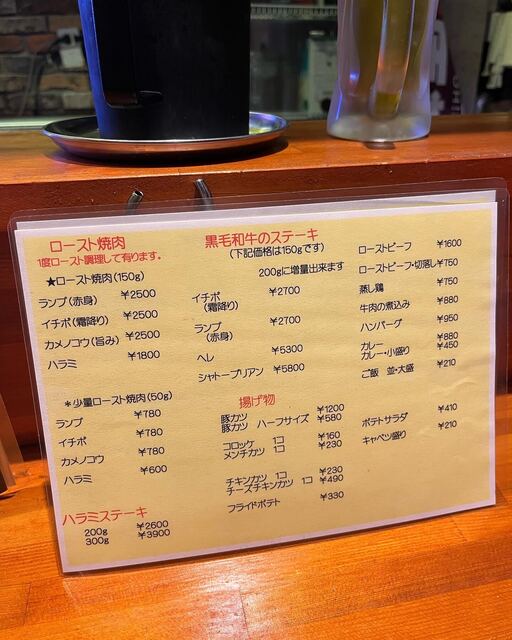 ロースト焼肉
1度ロースト調理して有ります。
★ロースト焼肉(150g)
ランプ(赤身) ¥2500
イチボ(霜降り) ¥2500
カメノコウ(旨み) ¥2500
ハラミ ¥1800
*少量ロースト焼肉(50g)
ランプ ¥780
イチボ ¥780
カメノコウ ¥780
ハラミ ¥600
ハラミステーキ
200g ¥2600
300g ¥3900
黒毛和牛のステーキ
(下記価格は150gです)
200gに増量出来ます
イチボ ¥2700
(霜降り)
ランプ ¥2700
(赤身)
ヘレ ¥5300
シャトーブリアン ¥5800
揚げ物
豚カツ ¥1200
豚カツ ハーフサイズ ¥580
コロッケ 1コ ¥160
メンチカツ 1コ ¥230
チキンカツ 1コ ¥230
チーズチキンカツ 1コ ¥490
フライドポテト ¥330
ローストビーフ ¥1600
ローストビーフ・切落し ¥750
蒸し鶏 ¥750
牛肉の煮込み ¥880
ハンバーグ ¥950
カレー ¥880
カレー・小盛り ¥450
ご飯 並・大盛 ¥210
ポテトサラダ ¥410
キャベツ盛り ¥210